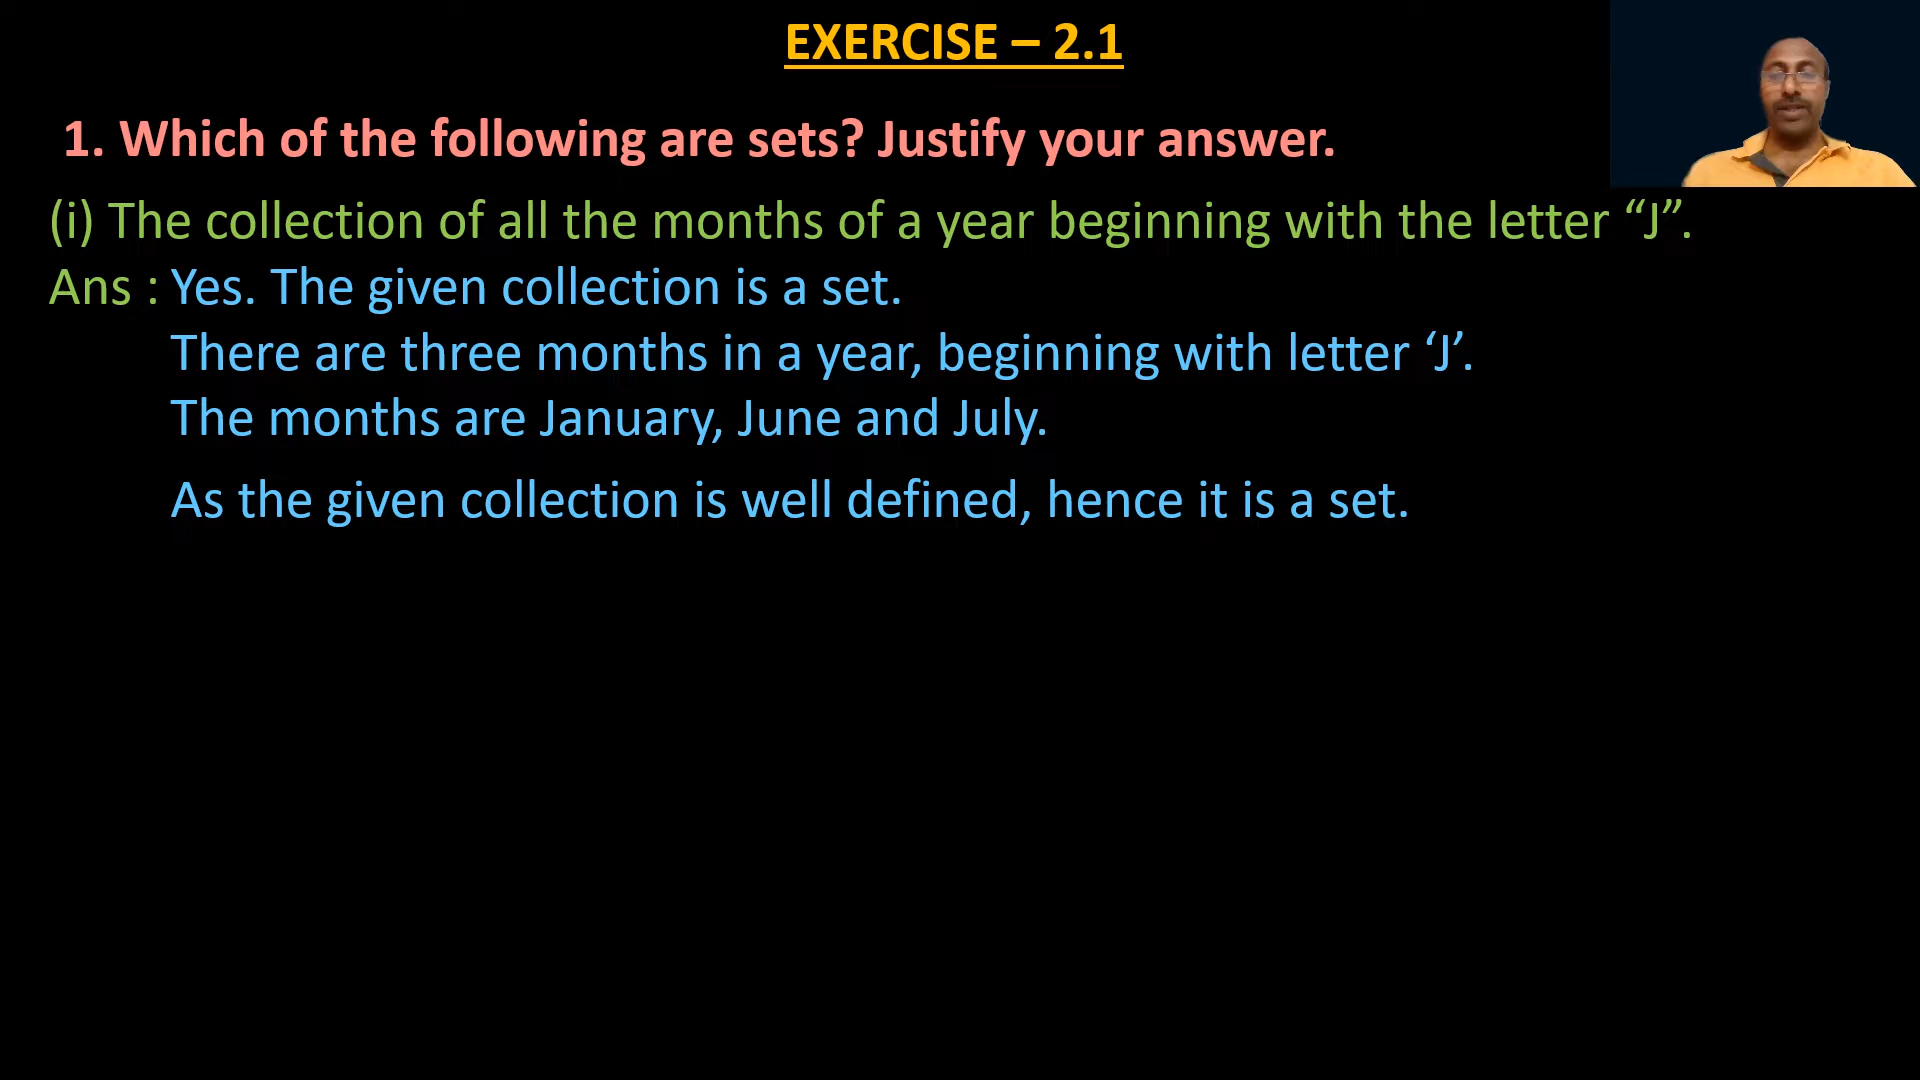 EXERCISE – 2.1
1. Which of the following are sets? Justify your answer.
(i) The collection of all the months of a year beginning with the letter “J”.
Ans : Yes. The given collection is a set.
There are three months in a year, beginning with letter ‘J’.
The months are January, June and July.
As the given collection is well defined, hence it is a set.